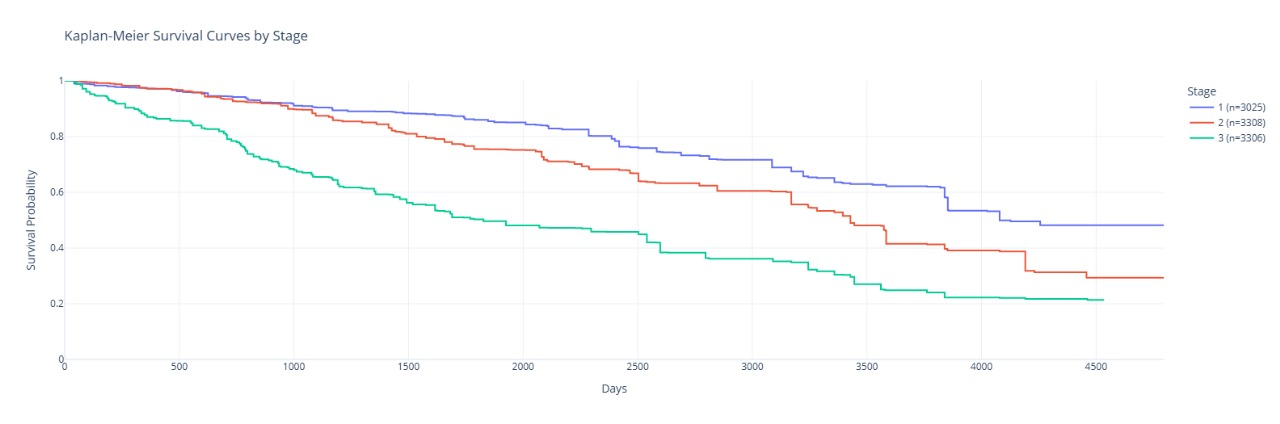 Kaplan-Meier Survival Curves by Stage
Stage
1 (n=3025)
2 (n=3308)
3 (n=3306)
Survival Probability
1
0.8
0.6
0.4
0.2
0
0 500 1000 1500 2000 2500 3000 3500 4000 4500
Days